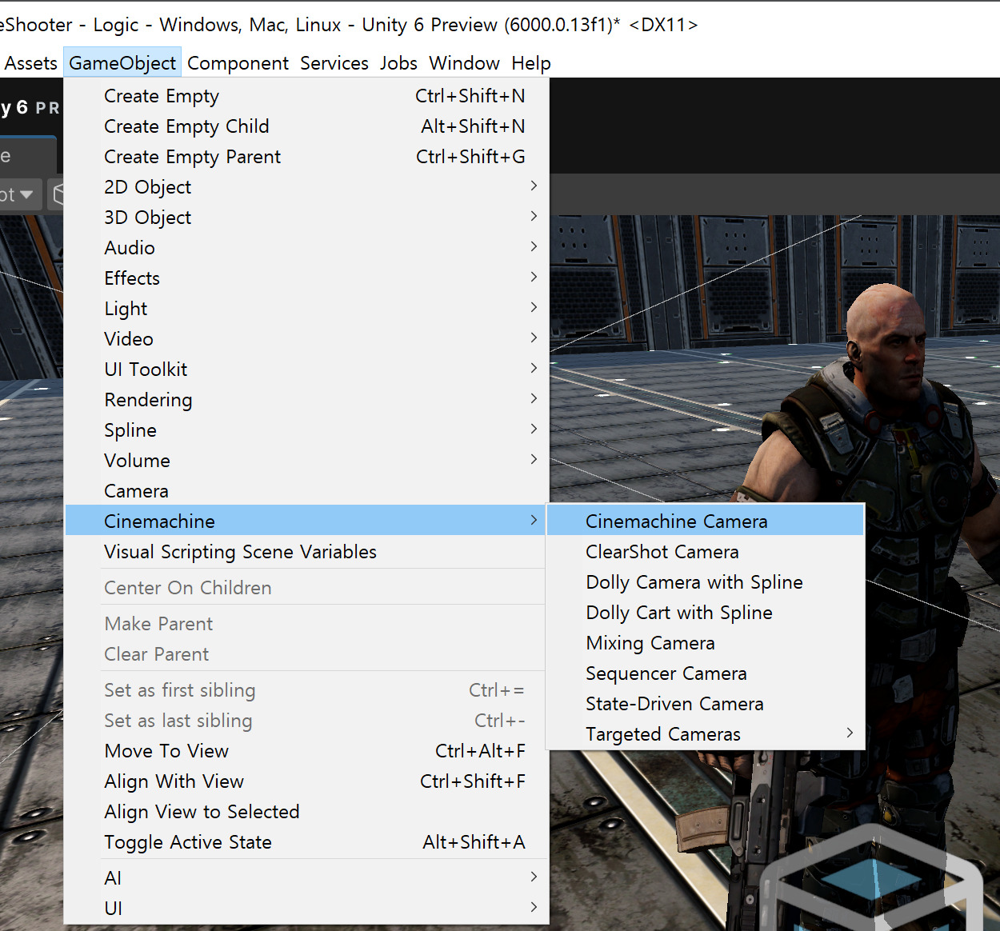 eShooter - Logic - Windows, Mac, Linux - Unity 6 Preview (6000.0.13f1)* <DX11>
Assets GameObject Component Services Jobs Window Help
y 6 PR
e
ot
Create Empty Ctrl+Shift+N
Create Empty Child Alt+Shift+N
Create Empty Parent Ctrl+Shift+G
2D Object
3D Object
Audio
Effects
Light
Video
UI Toolkit
Rendering
Spline
Volume
Camera
Cinemachine
Visual Scripting Scene Variables
Center On Children
Make Parent
Clear Parent
Set as first sibling Ctrl+=
Set as last sibling Ctrl+-
Move To View Ctrl+Alt+F
Align With View Ctrl+Shift+F
Align View to Selected
Toggle Active State Alt+Shift+A
AI
UI
Cinemachine Camera
ClearShot Camera
Dolly Camera with Spline
Dolly Cart with Spline
Mixing Camera
Sequencer Camera
State-Driven Camera
Targeted Cameras